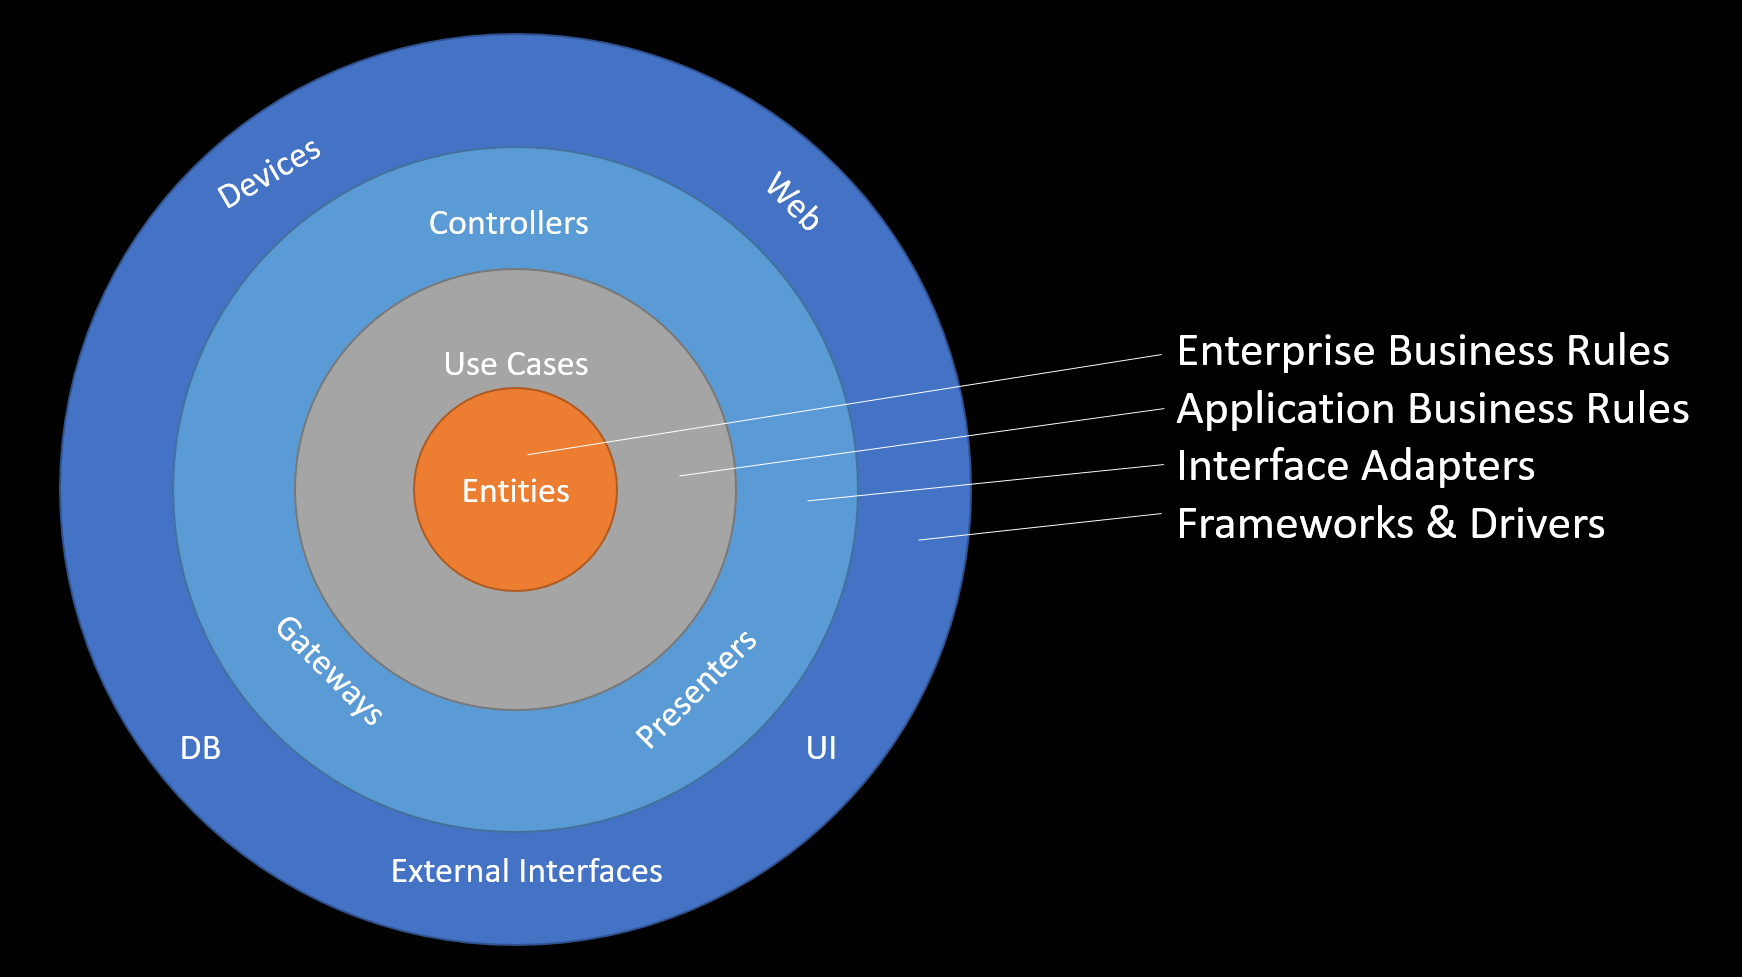 Devices
Web
Controllers
Use Cases
Entities
Gateways
Presenters
DB
UI
External Interfaces
Enterprise Business Rules
Application Business Rules
Interface Adapters
Frameworks & Drivers